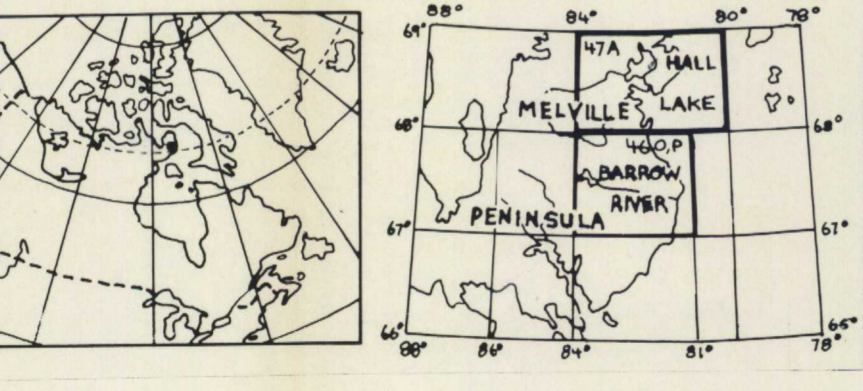 88° 84° 80° 78°
69°
47A
HALL
MELVILLE LAKE
68° 68°
46O,P
BARROW
RIVER
PENINSULA
67° 67°
66° 65°
88° 86° 84° 81° 78°